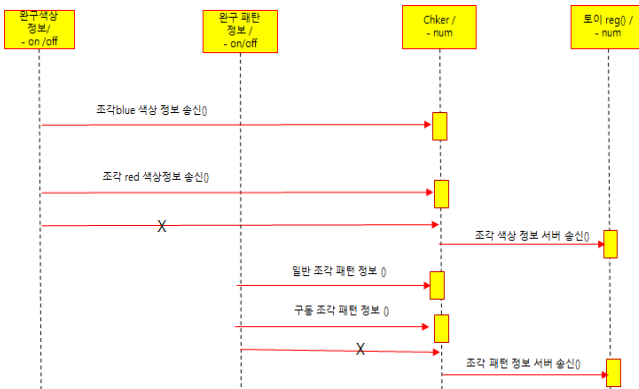 완구색상
정보/
- on /off
완구 패탄
정보 /
- on/off
Chker /
- num
토이 reg() /
- num
조각blue 색상 정보 송신()
조각 red 색상정보 송신()
X
조각 색상 정보 서버 송신()
일반 조각 패턴 정보 ()
구동 조각 패턴 정보 ()
X
조각 패턴 정보 서버 송신()